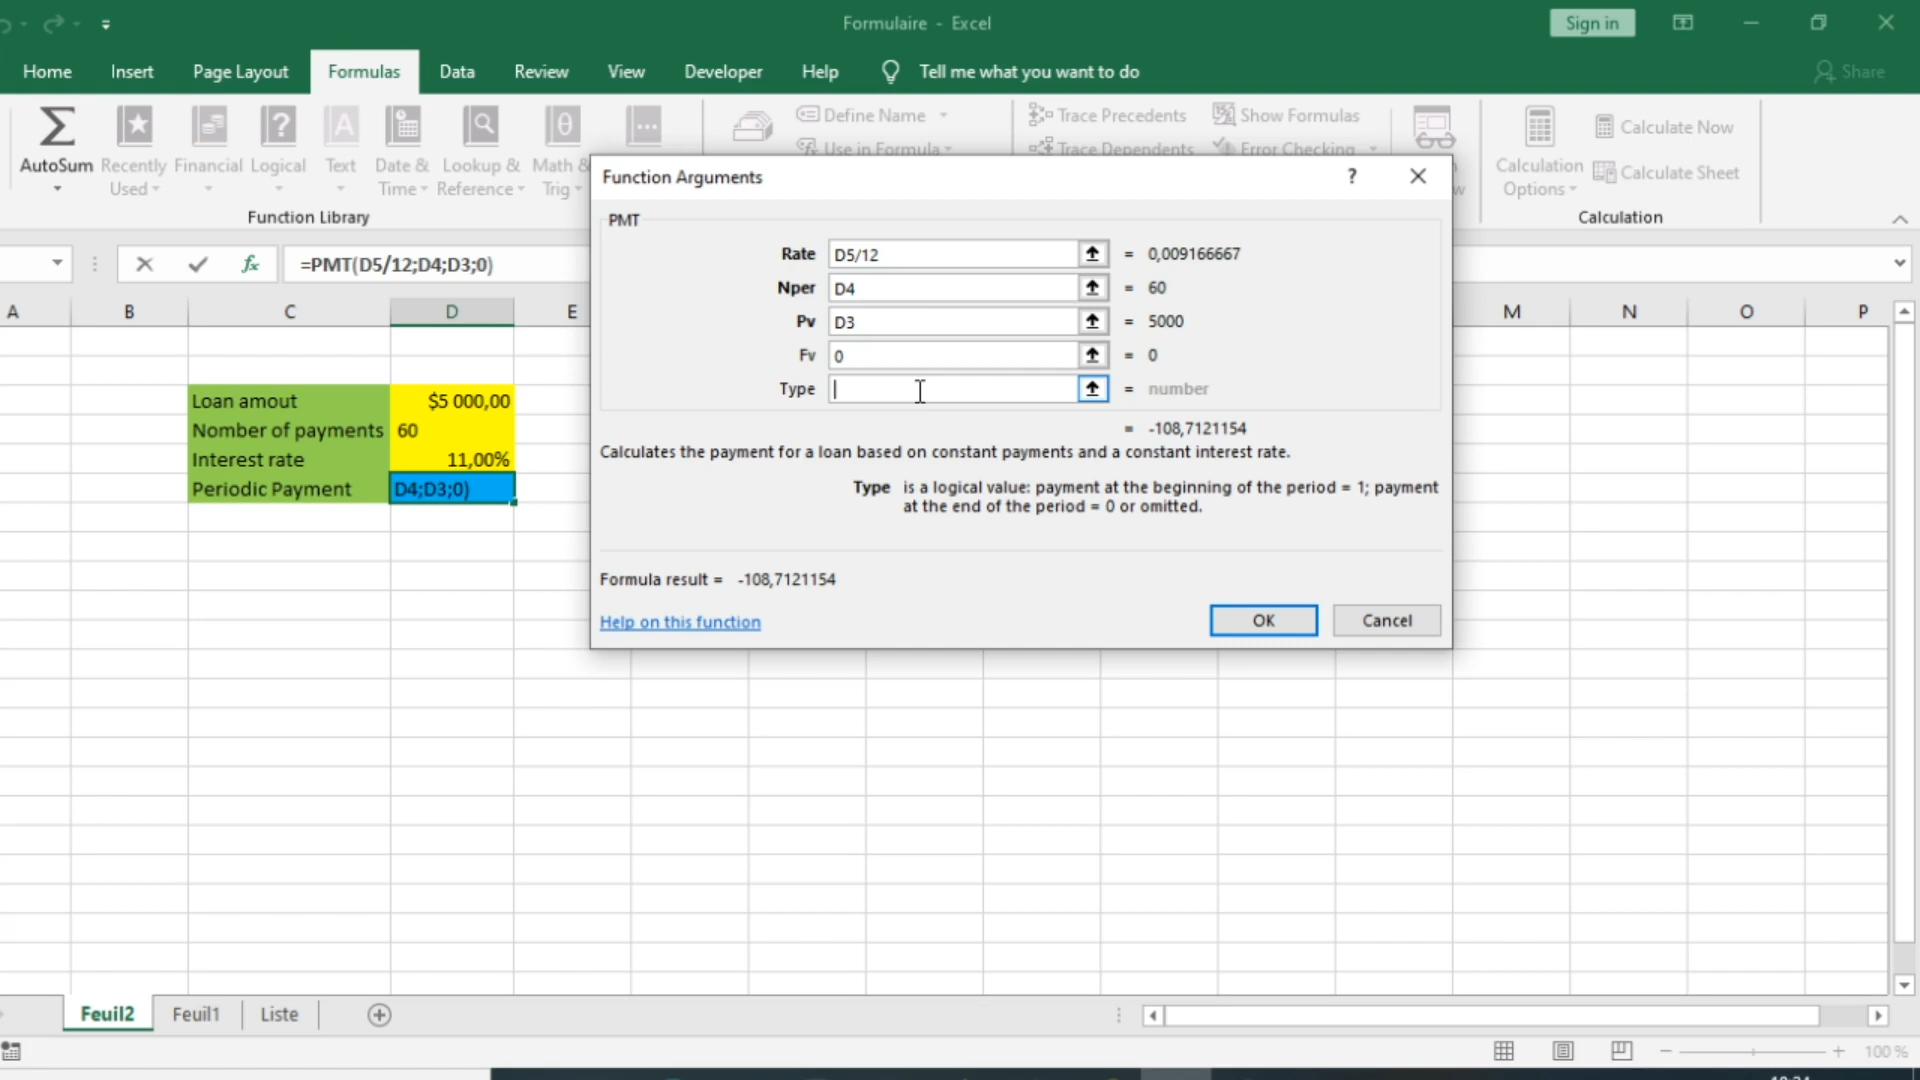 Formulaire - Excel
Sign in
Home Insert Page Layout Formulas Data Review View Developer Help Tell me what you want to do Share
AutoSum Recently Used Financial Logical Text Date & Time Lookup & Reference Math & Trig
Define Name
Use in Formula
Trace Precedents
Trace Dependents
Show Formulas
Error Checking
Calculation Options
Calculate Now
Calculate Sheet
Function Library
Calculation
fx =PMT(D5/12;D4;D3;0)
A B C D E M N O P
Loan amout $5 000,00
Nomber of payments 60
Interest rate 11,00%
Periodic Payment D4;D3;0)
Function Arguments ?
PMT
Rate D5/12 = 0,009166667
Nper D4 = 60
Pv D3 = 5000
Fv 0 = 0
Type = number
= -108,7121154
Calculates the payment for a loan based on constant payments and a constant interest rate.
Type is a logical value: payment at the beginning of the period = 1; payment
at the end of the period = 0 or omitted.
Formula result = -108,7121154
Help on this function
OK Cancel
Feuil2 Feuil1 Liste
100 %